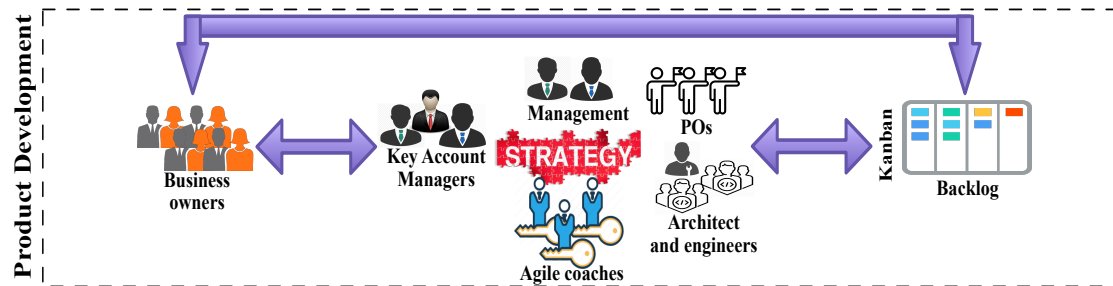 Product Development
Business
owners
Key Account
Managers
Management
STRATEGY
Agile coaches
POs
Architect
and engineers
Kanban
Backlog